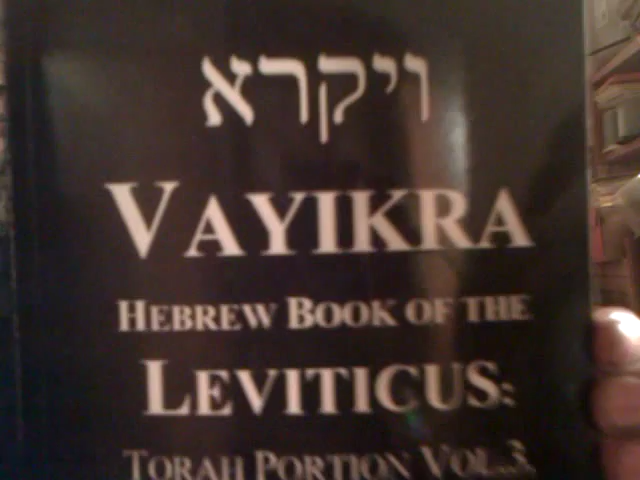 ויקרא
VAYIKRA
HEBREW BOOK OF THE
LEVITICUS:
TORAH PORTION VOL.3.